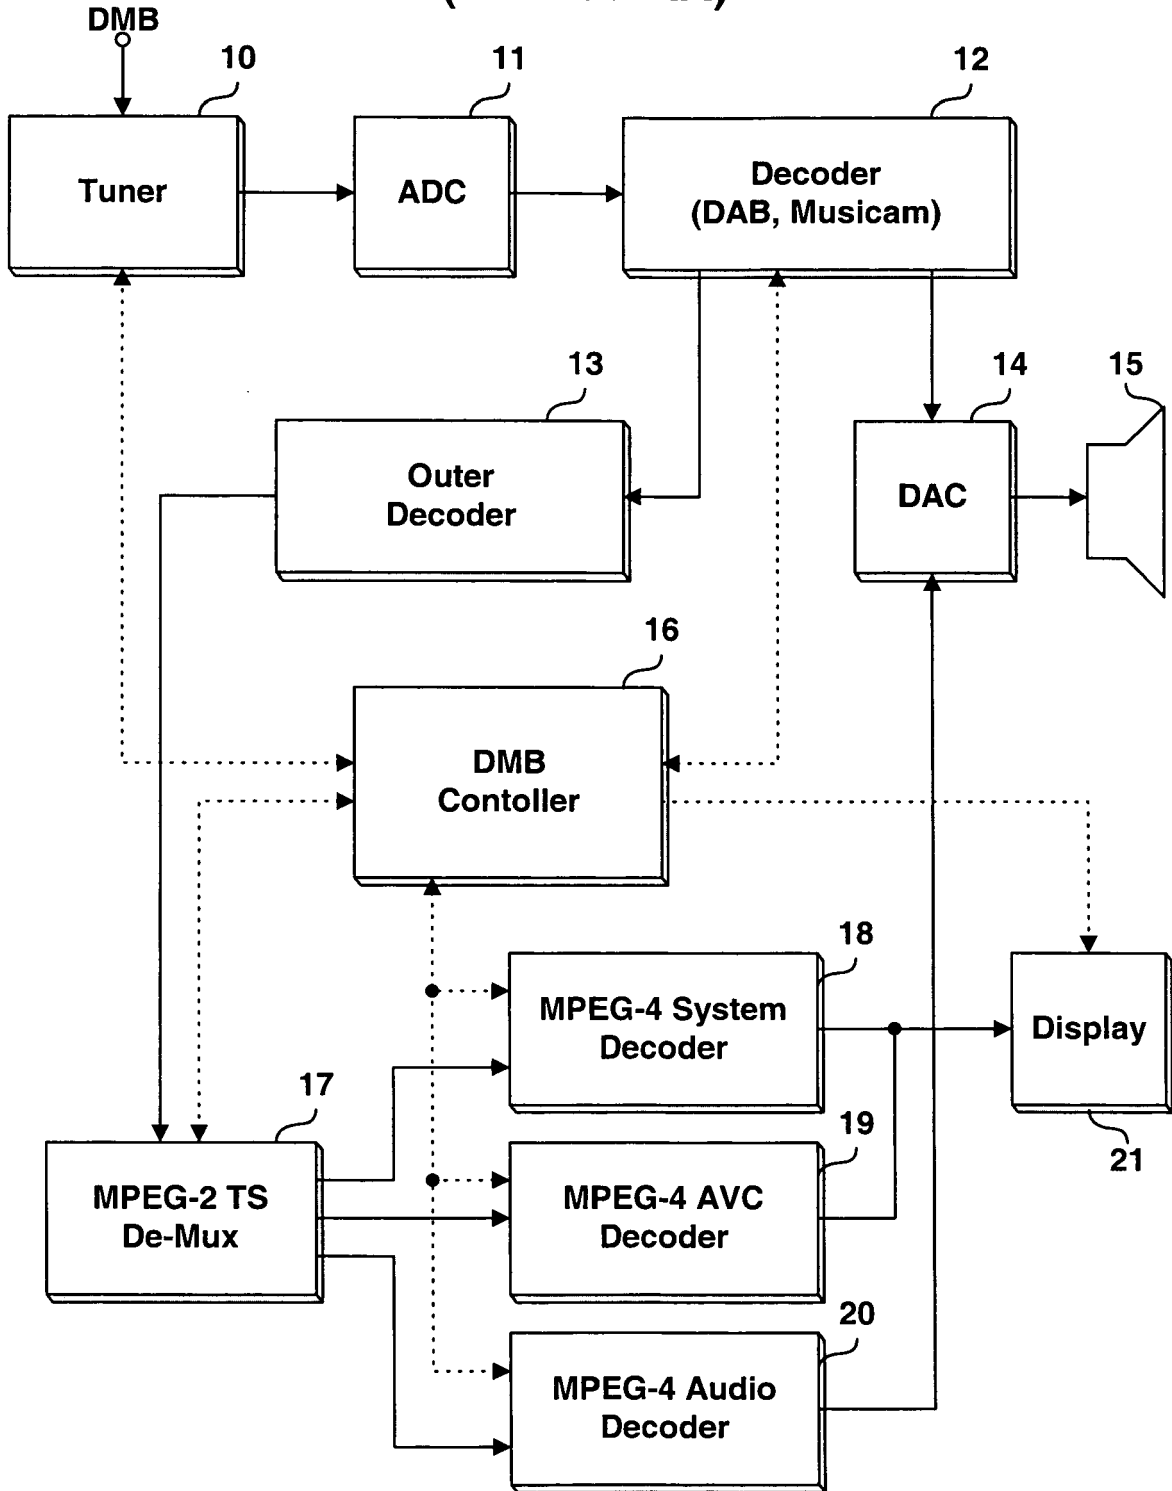 DMB
10
11
12
Tuner
ADC
Decoder
(DAB, Musicam)
13
14
15
Outer
Decoder
DAC
16
DMB
Contoller
18
MPEG-4 System
Decoder
Display
17
19
21
MPEG-2 TS
De-Mux
MPEG-4 AVC
Decoder
20
MPEG-4 Audio
Decoder